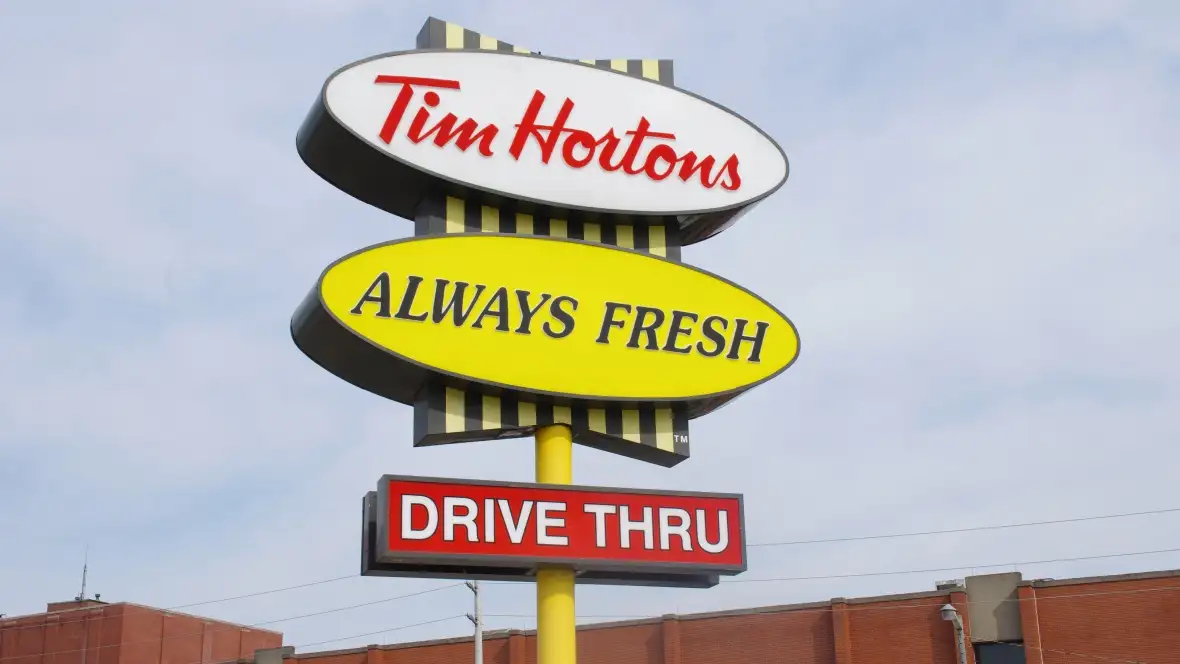 Tim Hortons
ALWAYS FRESH
TM
DRIVE THRU